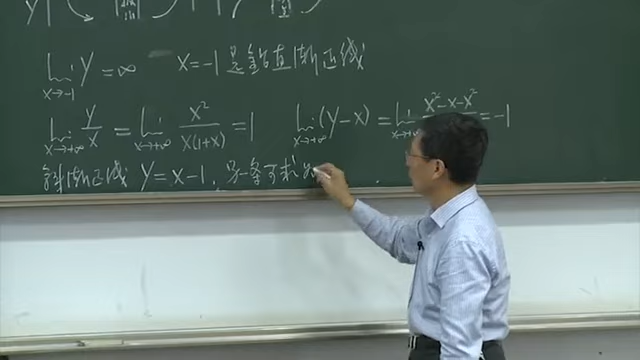 lim y = ∞ x = -1 是铅直渐近线
x→-1
lim y/x = lim x²/x(1+x) = 1 lim (y-x) = lim x²-x-x² = -1
x→+∞ x→+∞ x→+∞ x→+∞
斜渐近线 y = x-1, 另一条可求